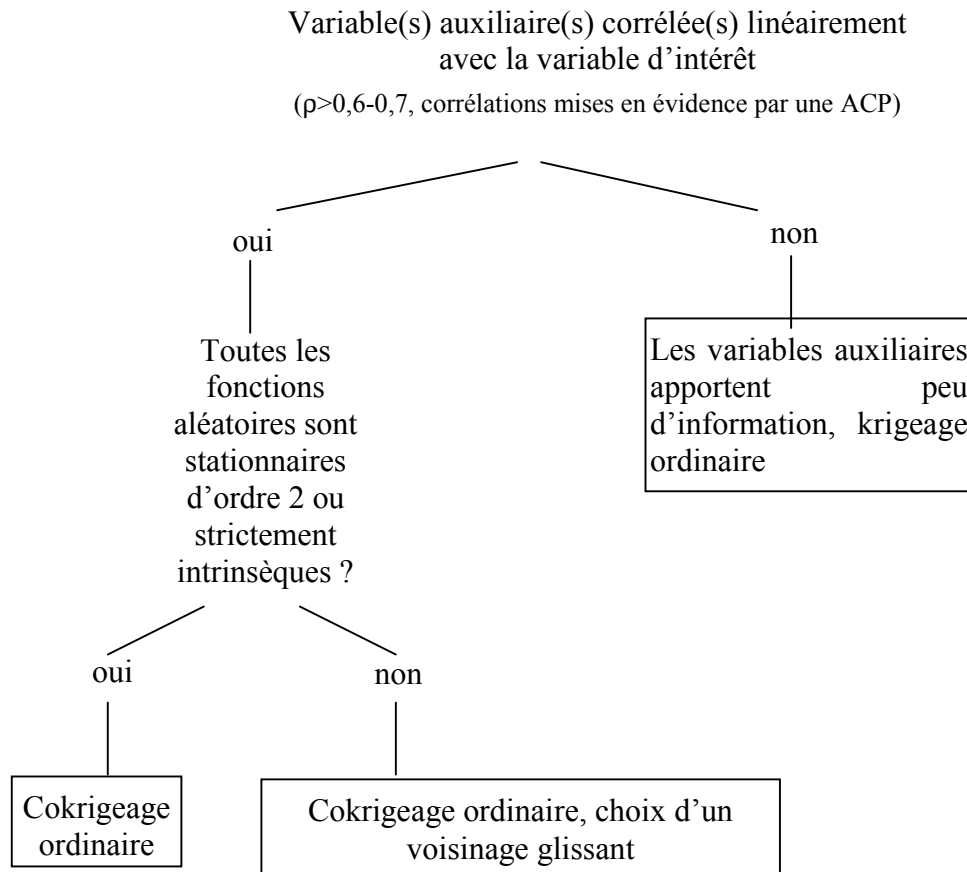 Variable(s) auxiliaire(s) corrélée(s) linéairement
avec la variable d’intérêt
(ρ>0,6-0,7, corrélations mises en évidence par une ACP)
oui
non
Toutes les
fonctions
aléatoires sont
stationnaires
d’ordre 2 ou
strictement
intrinsèques ?
Les variables auxiliaires
apportent peu
d’information, krigeage
ordinaire
oui
non
Cokrigeage
ordinaire
Cokrigeage ordinaire, choix d’un
voisinage glissant